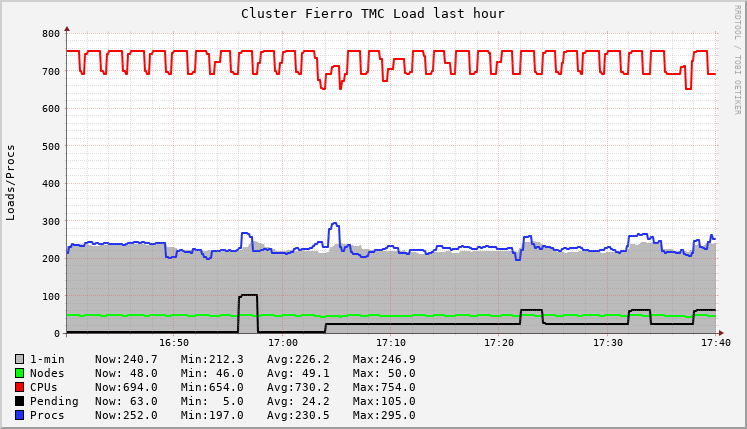 Cluster Fierro TMC Load last hour
RRDTOOL / TOBI OETIKER
Loads/Procs
800
700
600
500
400
300
200
100
0
16:50 17:00 17:10 17:20 17:30 17:40
1-min Now:240.7 Min:212.3 Avg:226.2 Max:246.9
Nodes Now: 48.0 Min: 46.0 Avg: 49.1 Max: 50.0
CPUs Now:694.0 Min:654.0 Avg:730.2 Max:754.0
Pending Now: 63.0 Min: 5.0 Avg: 24.2 Max:105.0
Procs Now:252.0 Min:197.0 Avg:230.5 Max:295.0